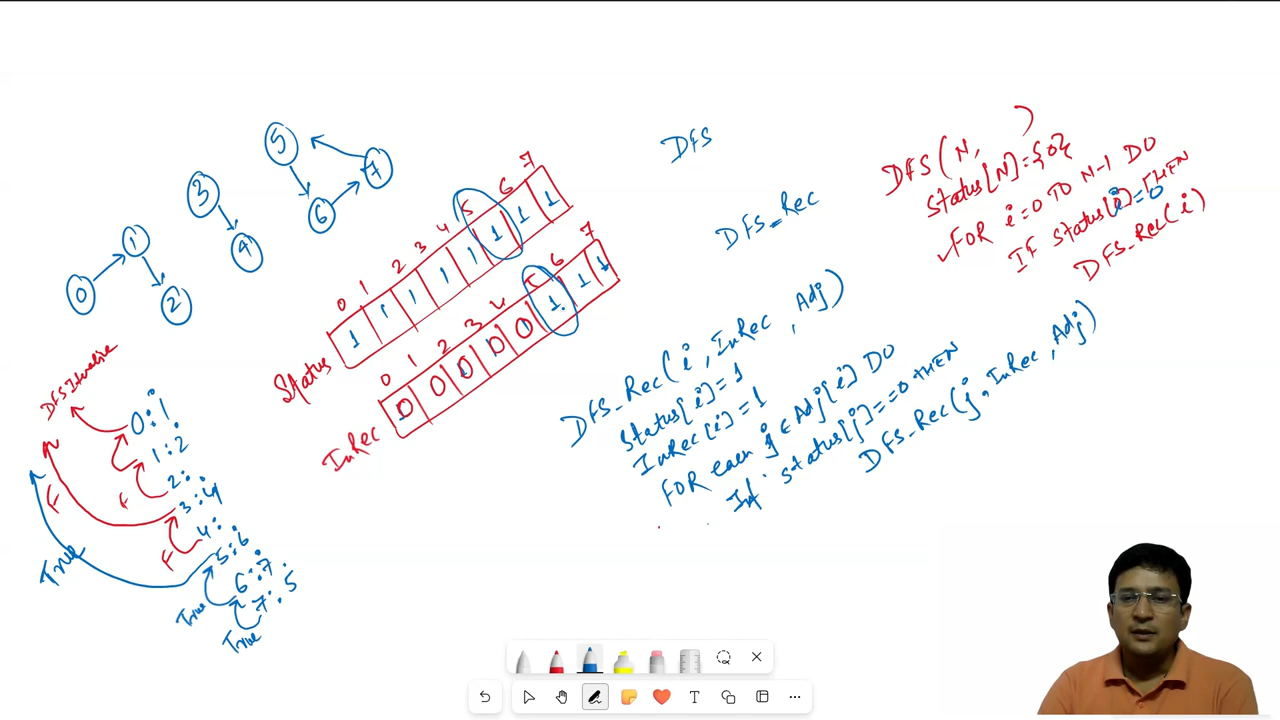 DFS
DFS_Rec
DFS(N, )
Status[N]={0}
FOR i=0 TO N-1 DO
IF Status[i]=0 THEN
DFS_Rec(i)
5
7
6
3
4
1
0
2
0 1 2 3 4 5 6 7
Status 1 1 1 1 1 1 1 1
0 1 2 3 4 5 6 7
InRec 0 0 0 0 0 1 1 1
DFS_Rec(i, InRec, Adj)
Status[i]=1
InRec[i]=1
FOR each j ∈ Adj[i] DO
If status[j]==0 THEN
DFS_Rec(j, InRec, Adj)
0: 1
1: 2
2:
3: 4
4:
5: 6
6: 7
7: 5
F
F
F
True
True
True
T